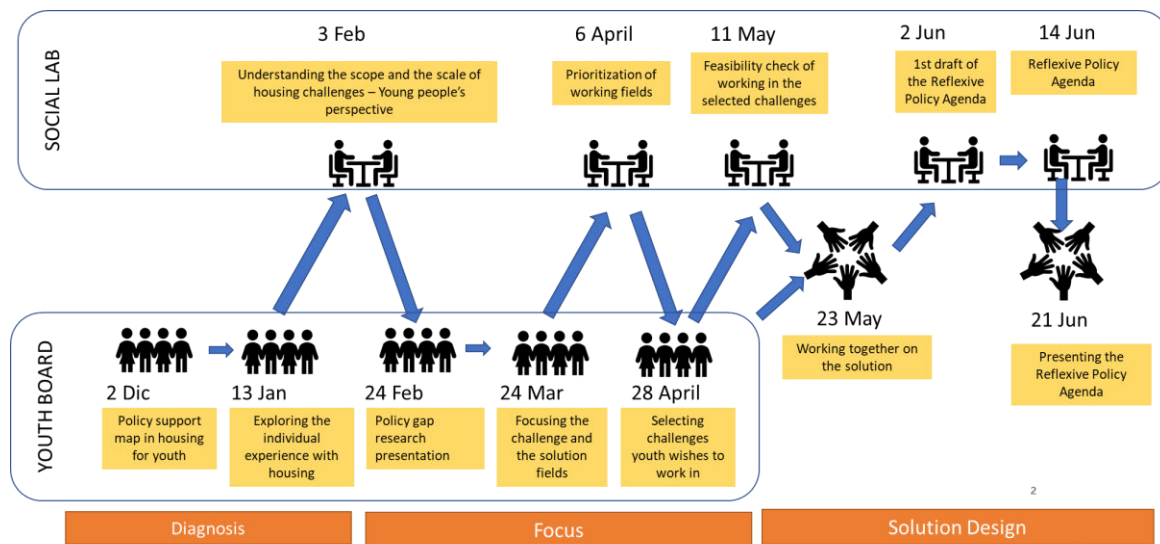 SOCIAL LAB
3 Feb
Understanding the scope and the scale of
housing challenges – Young people's
perspective
6 April
Prioritization of
working fields
11 May
Feasibility check of
working in the
selected challenges
2 Jun
1st draft of
the Reflexive
Policy Agenda
14 Jun
Reflexive Policy
Agenda
23 May
Working together on
the solution
21 Jun
Presenting the
Reflexive Policy
Agenda
YOUTH BOARD
2 Dic
Policy support
map in housing
for youth
13 Jan
Exploring the
individual
experience with
housing
24 Feb
Policy gap
research
presentation
24 Mar
Focusing the
challenge and
the solution
fields
28 April
Selecting
challenges
youth wishes to
work in
2
Diagnosis
Focus
Solution Design